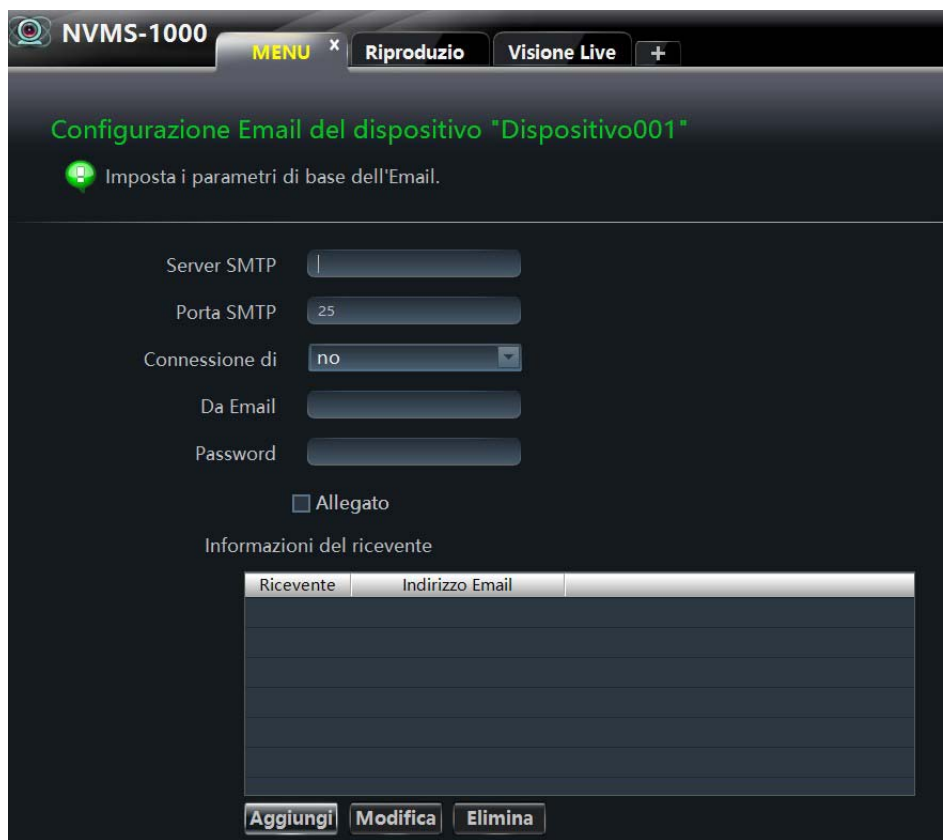 NVMS-1000
MENU x Riproduzio Visione Live +
Configurazione Email del dispositivo "Dispositivo001"
Imposta i parametri di base dell'Email.
Server SMTP
Porta SMTP 25
Connessione di no
Da Email
Password
Allegato
Informazioni del ricevente
Ricevente Indirizzo Email
Aggiungi Modifica Elimina